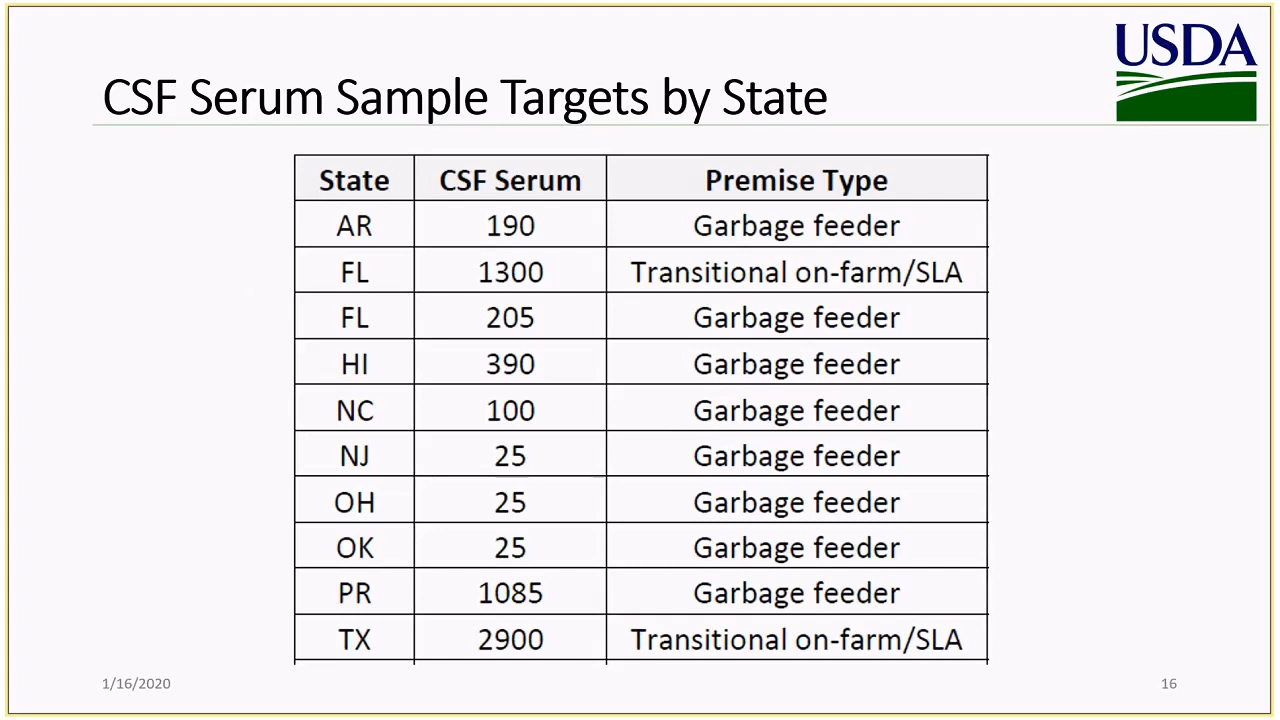 USDA
CSF Serum Sample Targets by State
State CSF Serum Premise Type
AR 190 Garbage feeder
FL 1300 Transitional on-farm/SLA
FL 205 Garbage feeder
HI 390 Garbage feeder
NC 100 Garbage feeder
NJ 25 Garbage feeder
OH 25 Garbage feeder
OK 25 Garbage feeder
PR 1085 Garbage feeder
TX 2900 Transitional on-farm/SLA
1/16/2020 16